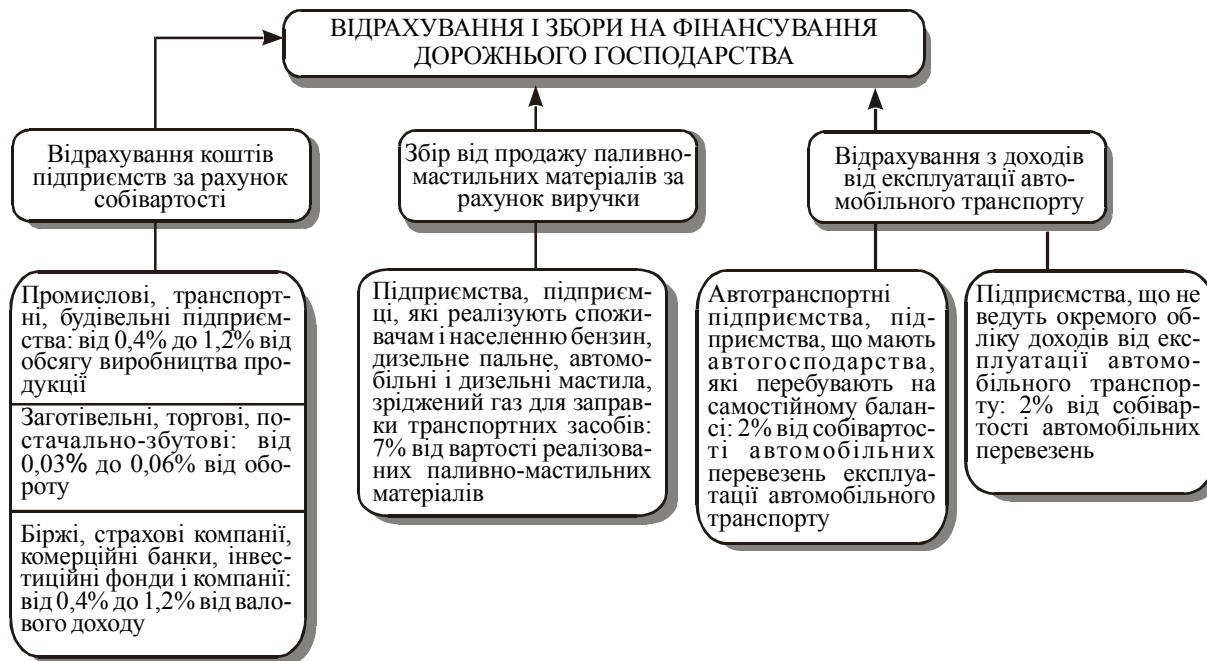 ВІДРАХУВАННЯ І ЗБОРИ НА ФІНАНСУВАННЯ
ДОРОЖНЬОГО ГОСПОДАРСТВА
Відрахування коштів
підприємств за рахунок
собівартості
Збір від продажу паливно-
мастильних матеріалів за
рахунок виручки
Відрахування з доходів
від експлуатації авто-
мобільного транспорту
Промислові, транспорт-
ні, будівельні підприєм-
ства: від 0,4% до 1,2% від
обсягу виробництва про-
дукції
Заготівельні, торгові, по-
стачально-збутові: від
0,03% до 0,06% від обо-
роту
Біржі, страхові компанії,
комерційні банки, інвес-
тиційні фонди і компанії:
від 0,4% до 1,2% від вало-
вого доходу
Підприємства, підприєм-
ці, які реалізують спожи-
вачам і населенню бензин,
дизельне пальне, автомо-
більні і дизельні мастила,
зріджений газ для заправ-
ки транспортних засобів:
7% від вартості реалізова-
них паливно-мастильних
матеріалів
Автотранспортні
підприємства, під-
приємства, що мають
автогосподарства,
які перебувають на
самостійному балан-
сі: 2% від собівартос-
ті автомобільних
перевезень експлуа-
тації автомобільного
транспорту
Підприємства, що не
ведуть окремого об-
ліку доходів від екс-
плуатації автомо-
більного транспор-
ту: 2% від собівар-
тості автомобільних
перевезень